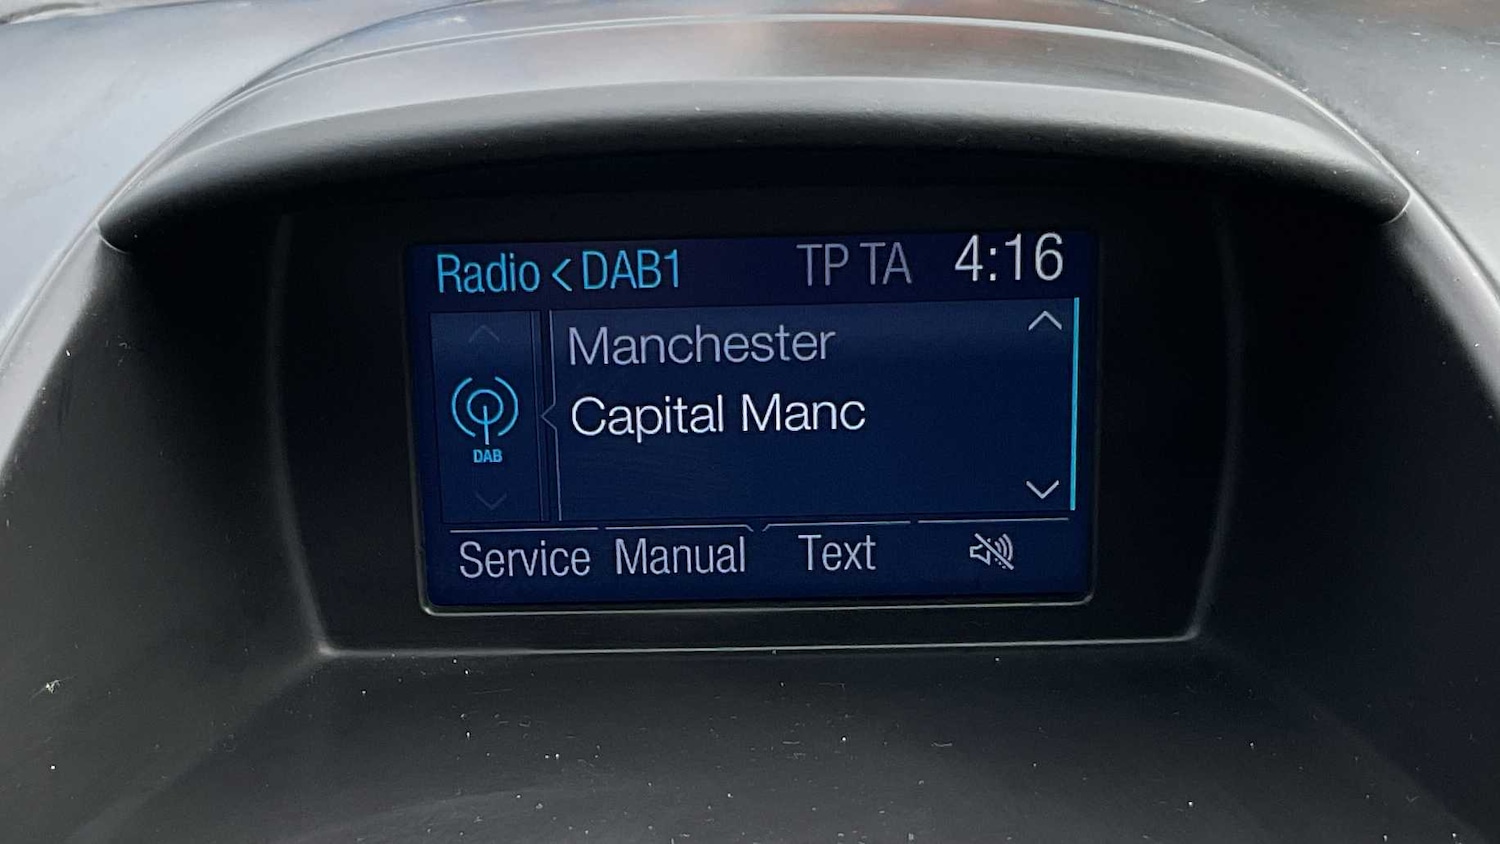 Radio < DAB1 TP TA 4:16
Manchester
Capital Manc
DAB
Service Manual Text